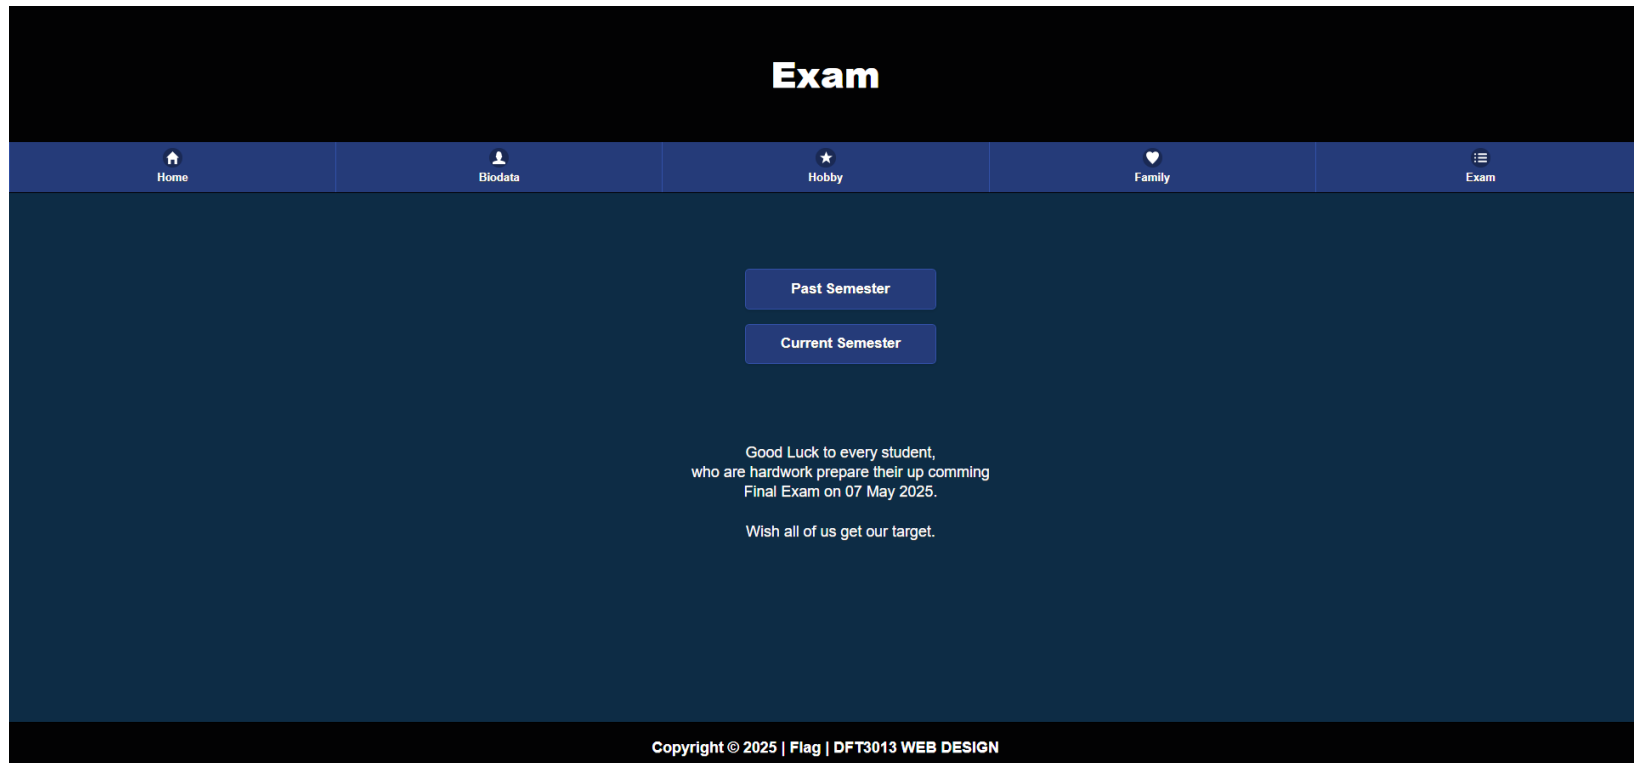 Exam
Home
Biodata
Hobby
Family
Exam
Past Semester
Current Semester
Good Luck to every student,
who are hardwork prepare their up comming
Final Exam on 07 May 2025.
Wish all of us get our target.
Copyright © 2025 | Flag | DFT3013 WEB DESIGN